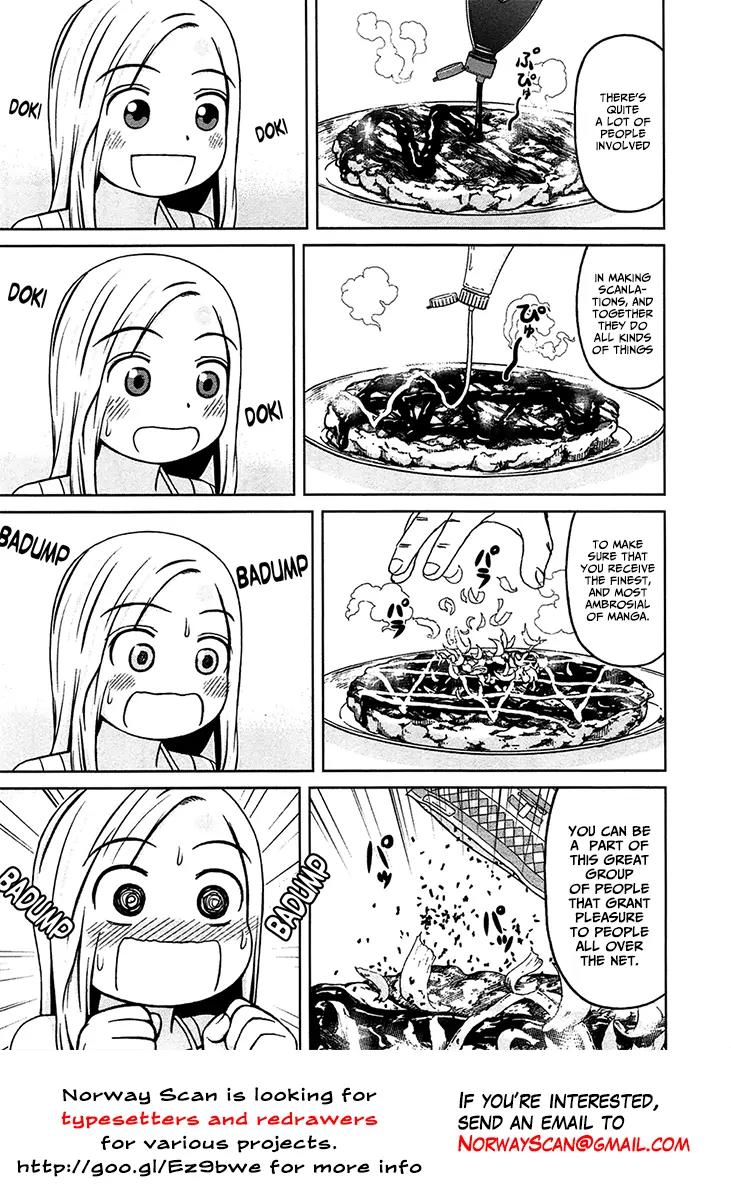 THERE'S
QUITE
A LOT OF
PEOPLE
INVOLVED
ぷぴゅ
DOKI
DOKI
IN MAKING
SCANLA-
TIONS, AND
TOGETHER
THEY DO
ALL KINDS
OF THINGS
ぴゅ
DOKI
DOKI
TO MAKE
SURE THAT
YOU RECEIVE
THE FINEST,
AND MOST
AMBROSIAL
OF MANGA.
パラ
パラ
BADUMP
BADUMP
YOU CAN BE
A PART OF
THIS GREAT
GROUP
OF PEOPLE
THAT GRANT
PLEASURE
TO PEOPLE
ALL OVER
THE NET.
パッ
パッ
BADUMP
BADUMP
Norway Scan is looking for
typesetters and redrawers
for various projects.
http://goo.gl/Ez9bwe for more info
IF YOU'RE INTERESTED,
SEND AN EMAIL TO
NORWAYSCAN@GMAIL.COM